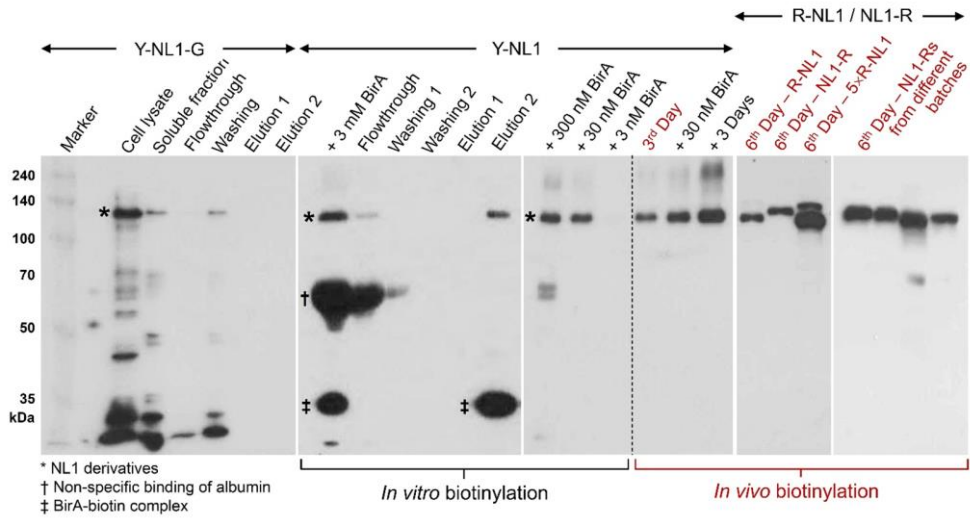 R-NL1 / NL1-R
Y-NL1-G
Y-NL1
Marker
Cell lysate
Soluble fraction
Flowthrough
Washing
Elution 1
Elution 2
+ 3 mM BirA
Flowthrough
Washing 1
Washing 2
Elution 1
Elution 2
+ 300 nM BirA
+ 30 nM BirA
+ 3 nM BirA
3rd Day
+ 30 nM BirA
+ 3 Days
6th Day – R-NL1
6th Day – NL1-R
6th Day – 5×R-NL1
6th Day – NL1-Rs
from different
batches
240
140
100
70
50
35
kDa
*
*
†
‡
‡
*
* NL1 derivatives
† Non-specific binding of albumin
‡ BirA-biotin complex
In vitro biotinylation
In vivo biotinylation